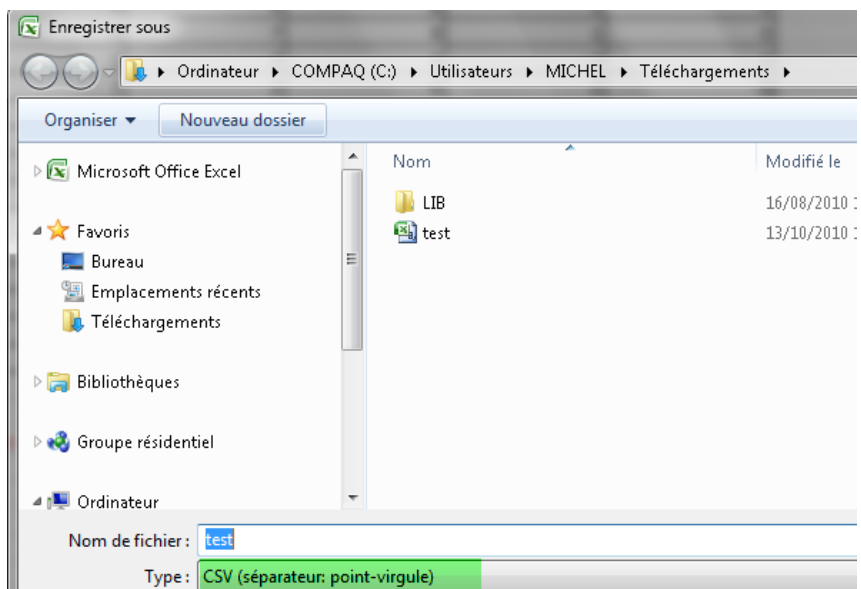 Enregistrer sous
Ordinateur ▸ COMPAQ (C:) ▸ Utilisateurs ▸ MICHEL ▸ Téléchargements ▸
Organiser ▾ Nouveau dossier
Microsoft Office Excel
Favoris
Bureau
Emplacements récents
Téléchargements
Bibliothèques
Groupe résidentiel
Ordinateur
Nom Modifié le
LIB 16/08/2010
test 13/10/2010
Nom de fichier : test
Type : CSV (séparateur: point-virgule)